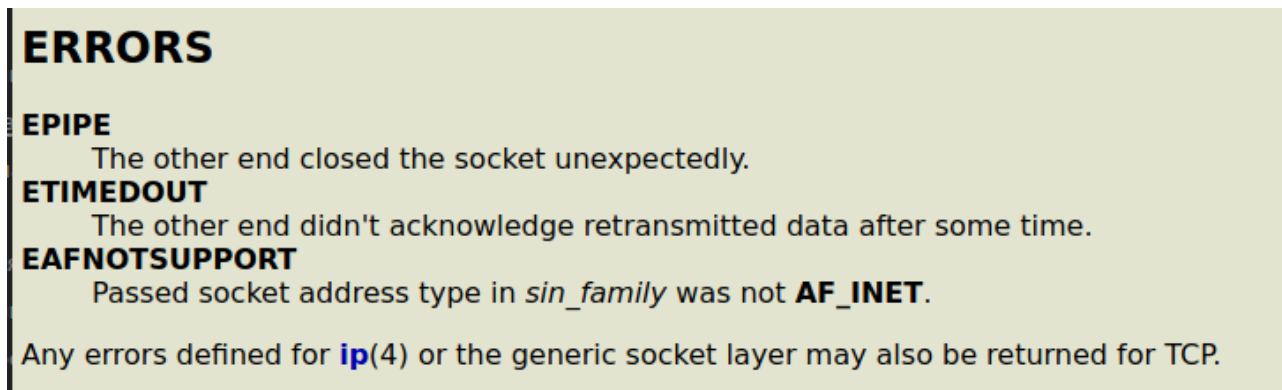 ERRORS
EPIPE
The other end closed the socket unexpectedly.
ETIMEDOUT
The other end didn't acknowledge retransmitted data after some time.
EAFNOTSUPPORT
Passed socket address type in sin_family was not AF_INET.
Any errors defined for ip(4) or the generic socket layer may also be returned for TCP.